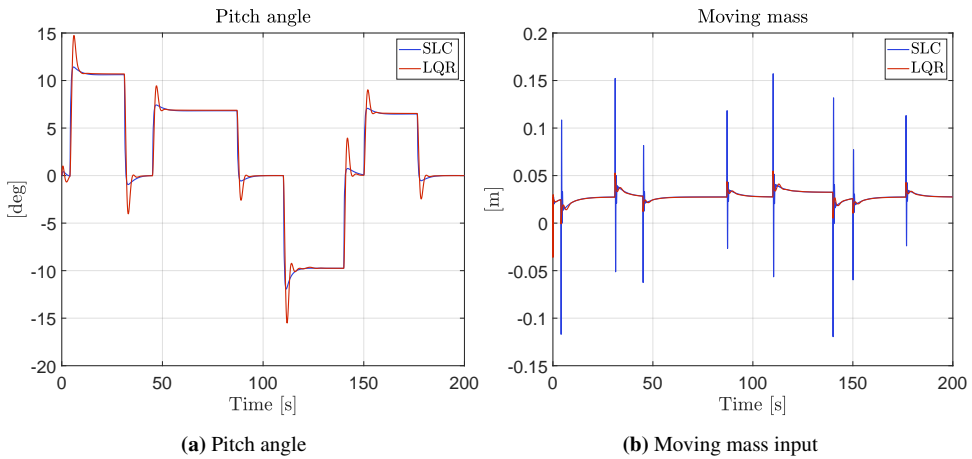 Pitch angle
SLC
LQR
15
10
5
0
-5
-10
-15
-20
[deg]
0
50
100
150
200
Time [s]
(a) Pitch angle
Moving mass
SLC
LQR
0.2
0.15
0.1
0.05
0
-0.05
-0.1
-0.15
[m]
0
50
100
150
200
Time [s]
(b) Moving mass input